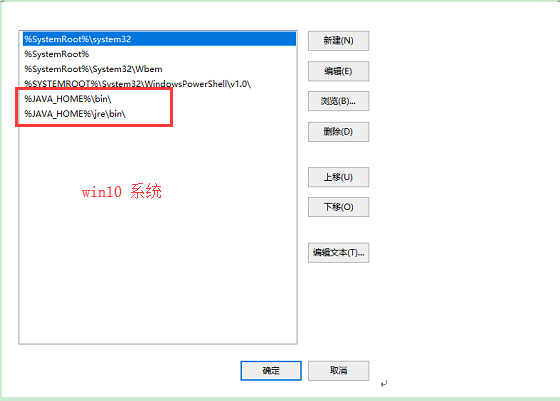 %SystemRoot%\system32
%SystemRoot%
%SystemRoot%\System32\Wbem
%SYSTEMROOT%\System32\WindowsPowerShell\v1.0\
%JAVA_HOME%\bin\
%JAVA_HOME%\jre\bin\
win10 系统
新建(N)
编辑(E)
浏览(B)...
删除(D)
上移(U)
下移(O)
编辑文本(T)...
确定
取消